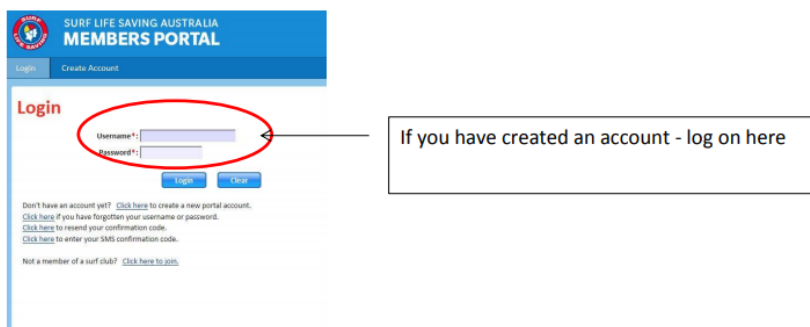 SURF LIFE SAVING AUSTRALIA
MEMBERS PORTAL
Login Create Account
Login
Username*:
Password*:
Login Clear
If you have created an account - log on here
Don't have an account yet? Click here to create a new portal account.
Click here if you have forgotten your username or password.
Click here to resend your confirmation code.
Click here to enter your SMS confirmation code.
Not a member of a surf club? Click here to join.